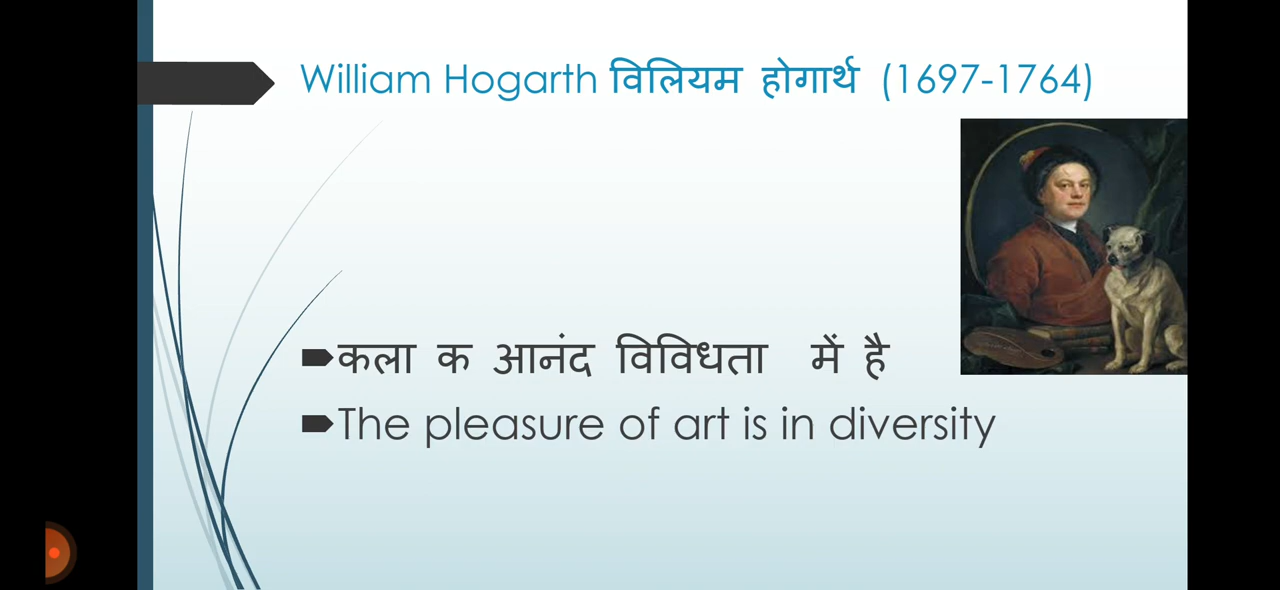 William Hogarth विलियम होगार्थ (1697-1764)
कला क आनंद विविधता में है
The pleasure of art is in diversity